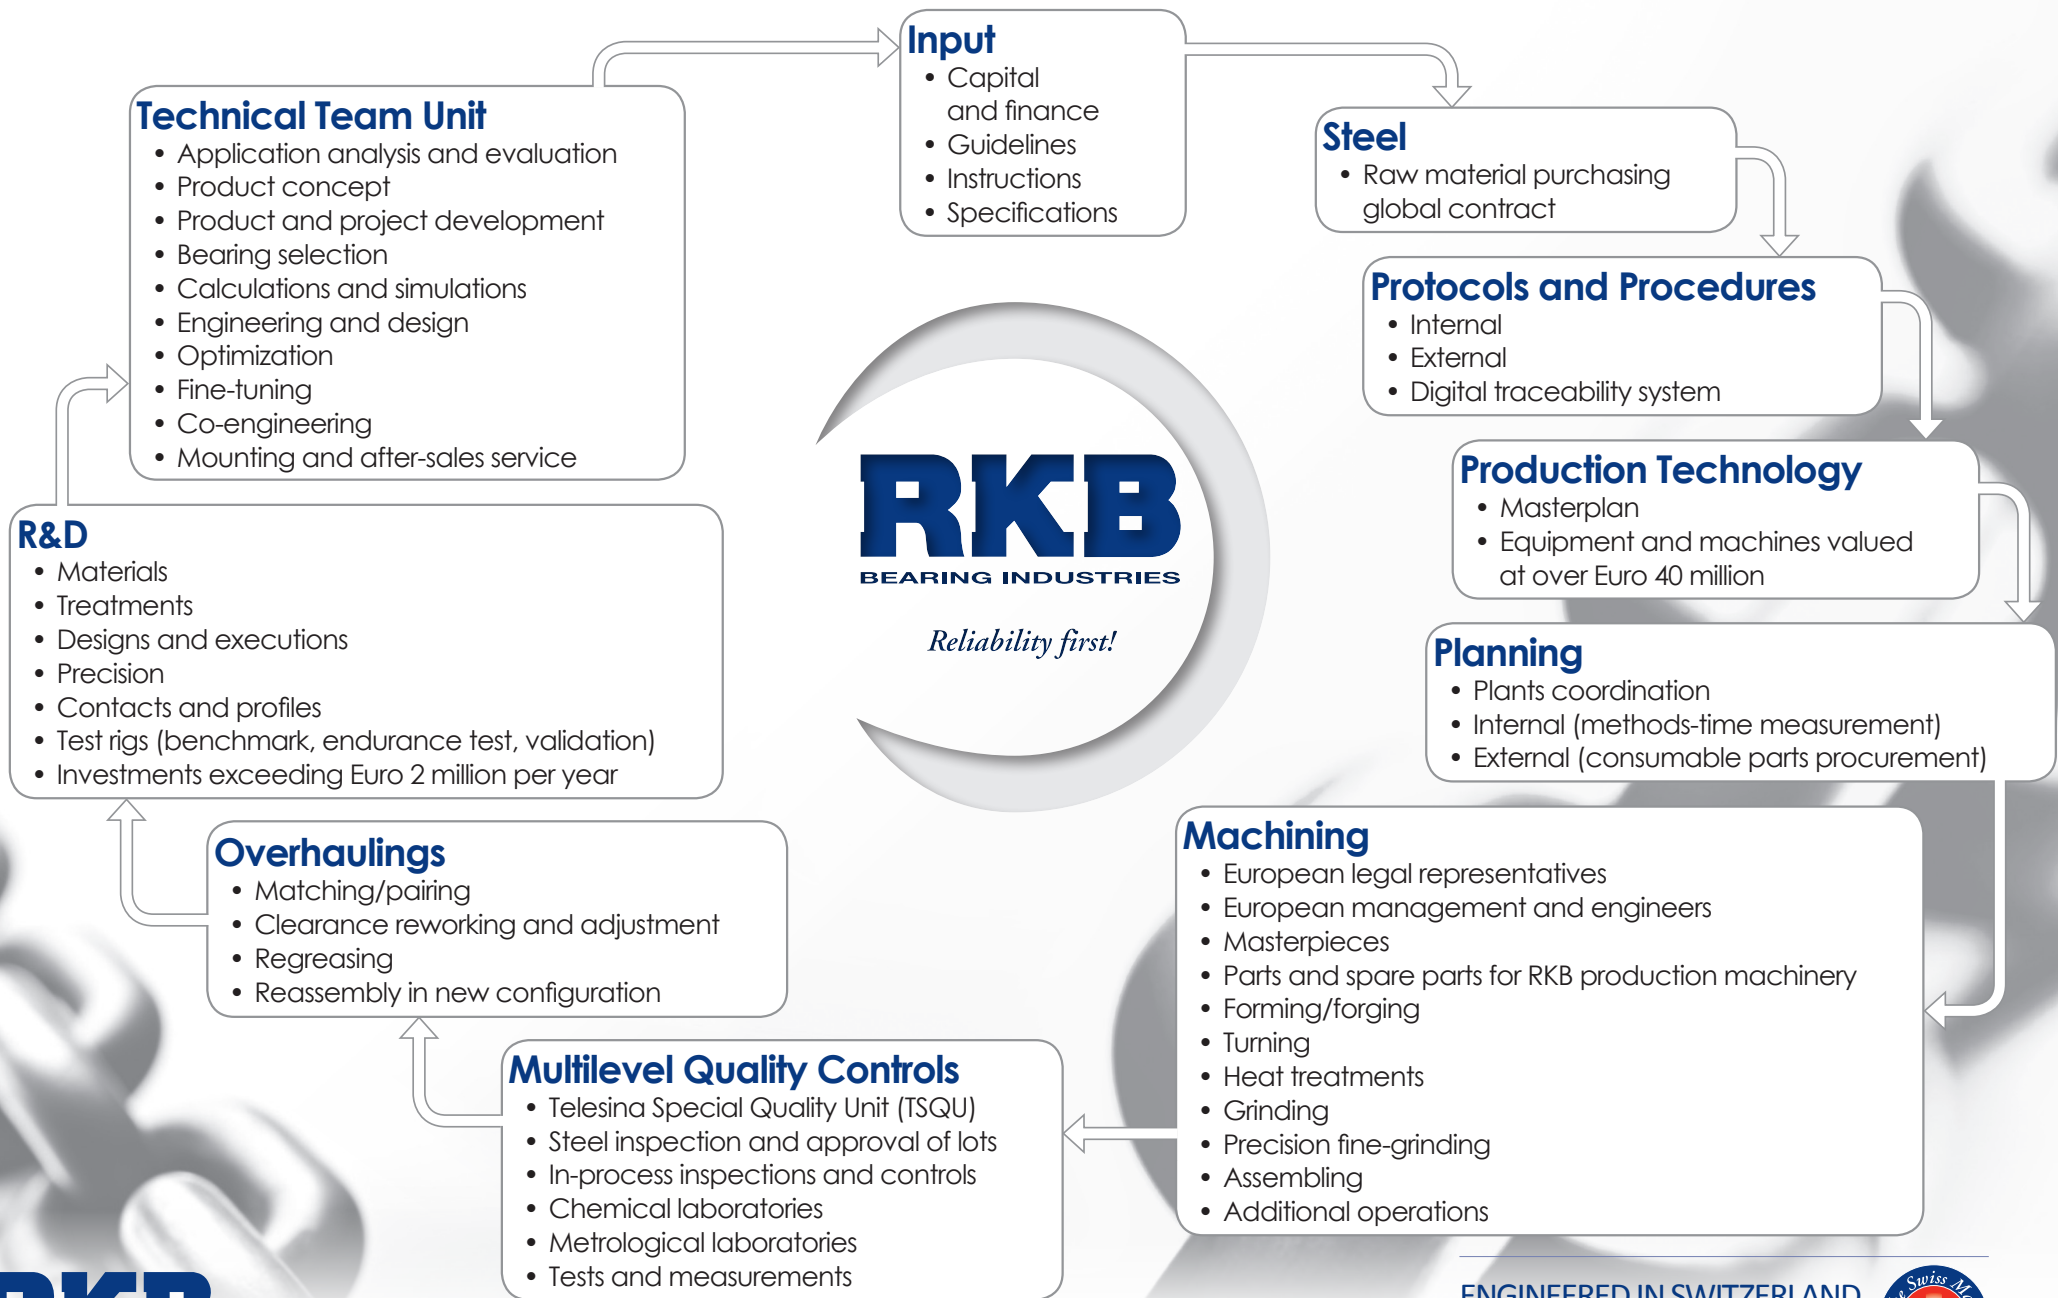 Input
• Capital
and finance
• Guidelines
• Instructions
• Specifications
Steel
• Raw material purchasing
global contract
Protocols and Procedures
• Internal
• External
• Digital traceability system
Production Technology
• Masterplan
• Equipment and machines valued
at over Euro 40 million
Planning
• Plants coordination
• Internal (methods-time measurement)
• External (consumable parts procurement)
Machining
• European legal representatives
• European management and engineers
• Masterpieces
• Parts and spare parts for RKB production machinery
• Forming/forging
• Turning
• Heat treatments
• Grinding
• Precision fine-grinding
• Assembling
• Additional operations
Multilevel Quality Controls
• Telesina Special Quality Unit (TSQU)
• Steel inspection and approval of lots
• In-process inspections and controls
• Chemical laboratories
• Metrological laboratories
• Tests and measurements
Overhaulings
• Matching/pairing
• Clearance reworking and adjustment
• Regreasing
• Reassembly in new configuration
R&D
• Materials
• Treatments
• Designs and executions
• Precision
• Contacts and profiles
• Test rigs (benchmark, endurance test, validation)
• Investments exceeding Euro 2 million per year
Technical Team Unit
• Application analysis and evaluation
• Product concept
• Product and project development
• Bearing selection
• Calculations and simulations
• Engineering and design
• Optimization
• Fine-tuning
• Co-engineering
• Mounting and after-sales service
RKB
BEARING INDUSTRIES
Reliability first!
RKB
ENGINEERED IN SWITZERLAND
Swiss